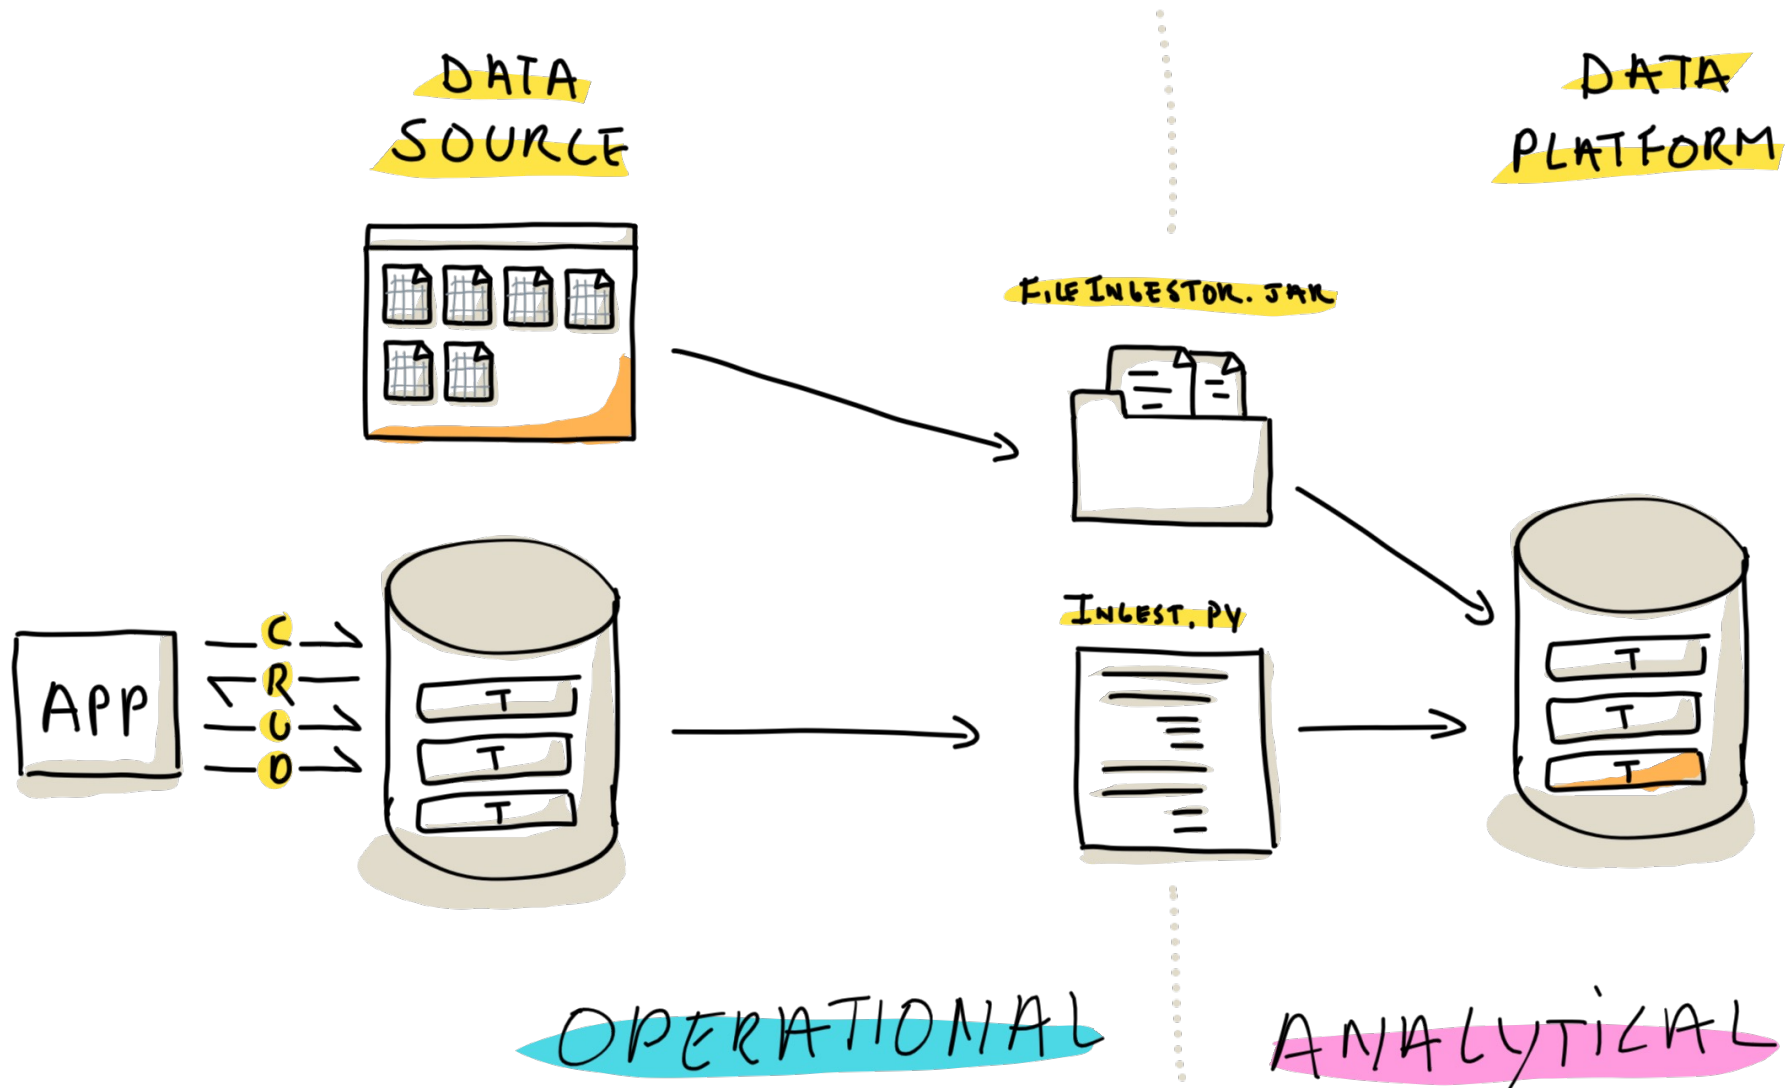 DATA
SOURCE
DATA
PLATFORM
FILEINGESTOR.JAR
INGEST.PY
APP
C
R
U
D
T
T
T
T
T
T
OPERATIONAL
ANALYTICAL